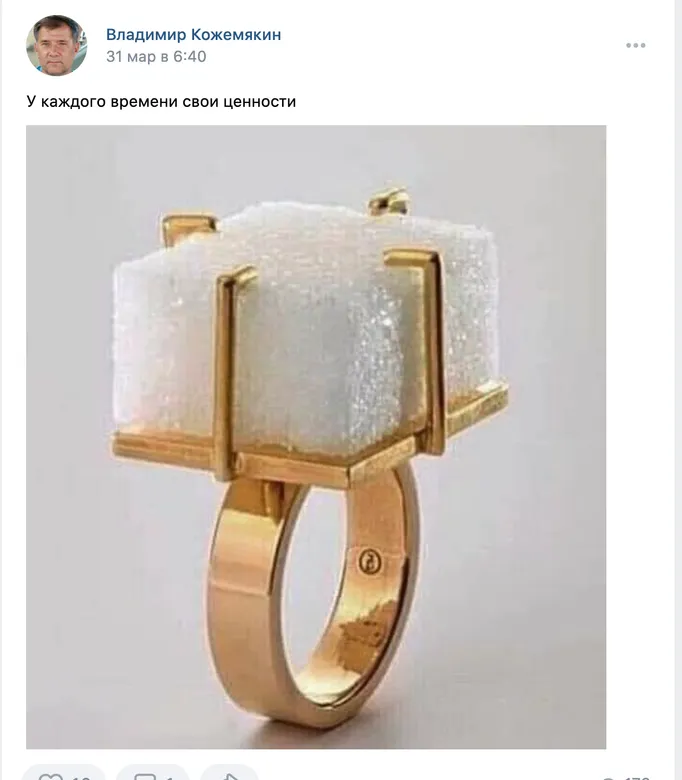 Владимир Кожемякин
31 мар в 6:40
У каждого времени свои ценности